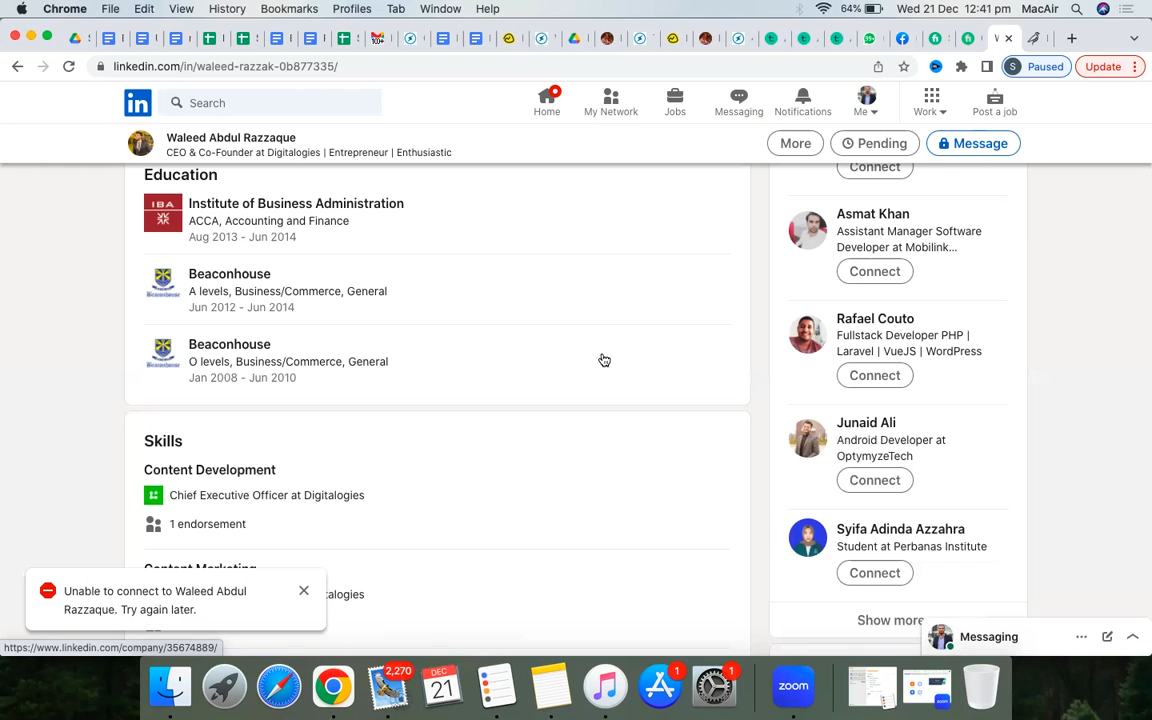 Chrome File Edit View History Bookmarks Profiles Tab Window Help 64% Wed 21 Dec 12:41 pm MacAir
linkedin.com/in/waleed-razzak-0b877335/ S Paused Update
in Search Home My Network Jobs Messaging Notifications Me Work Post a job
Waleed Abdul Razzaque
CEO & Co-Founder at Digitalogies | Entrepreneur | Enthusiastic
More Pending Message
Education
IBA
Institute of Business Administration
ACCA, Accounting and Finance
Aug 2013 - Jun 2014
Beaconhouse
A levels, Business/Commerce, General
Jun 2012 - Jun 2014
Beaconhouse
O levels, Business/Commerce, General
Jan 2008 - Jun 2010
Skills
Content Development
Chief Executive Officer at Digitalogies
1 endorsement
Content Marketing
italogies
Unable to connect to Waleed Abdul
Razzaque. Try again later.
https://www.linkedin.com/company/35674889/
Connect
Asmat Khan
Assistant Manager Software
Developer at Mobilink...
Connect
Rafael Couto
Fullstack Developer PHP |
Laravel | VueJS | WordPress
Connect
Junaid Ali
Android Developer at
OptymyzeTech
Connect
Syifa Adinda Azzahra
Student at Perbanas Institute
Connect
Show more
Messaging
2,270
DEC
21
1
1
zoom